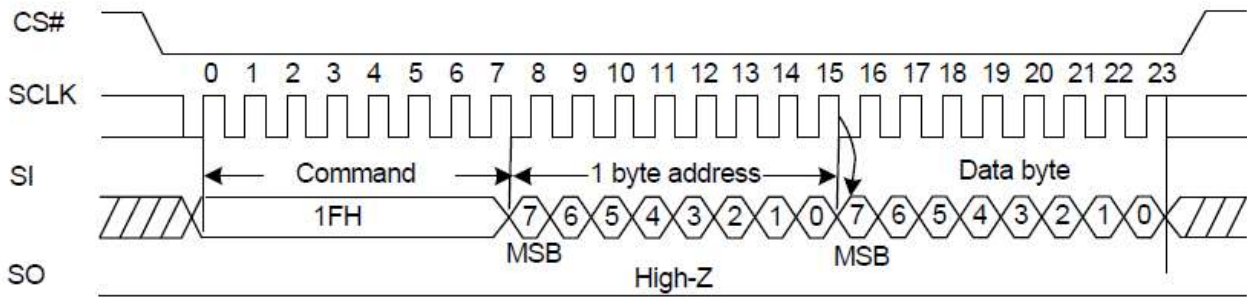 CS#
0 1 2 3 4 5 6 7 8 9 10 11 12 13 14 15 16 17 18 19 20 21 22 23
SCLK
SI Command 1 byte address Data byte
1FH 7 6 5 4 3 2 1 0 7 6 5 4 3 2 1 0
MSB MSB
SO High-Z